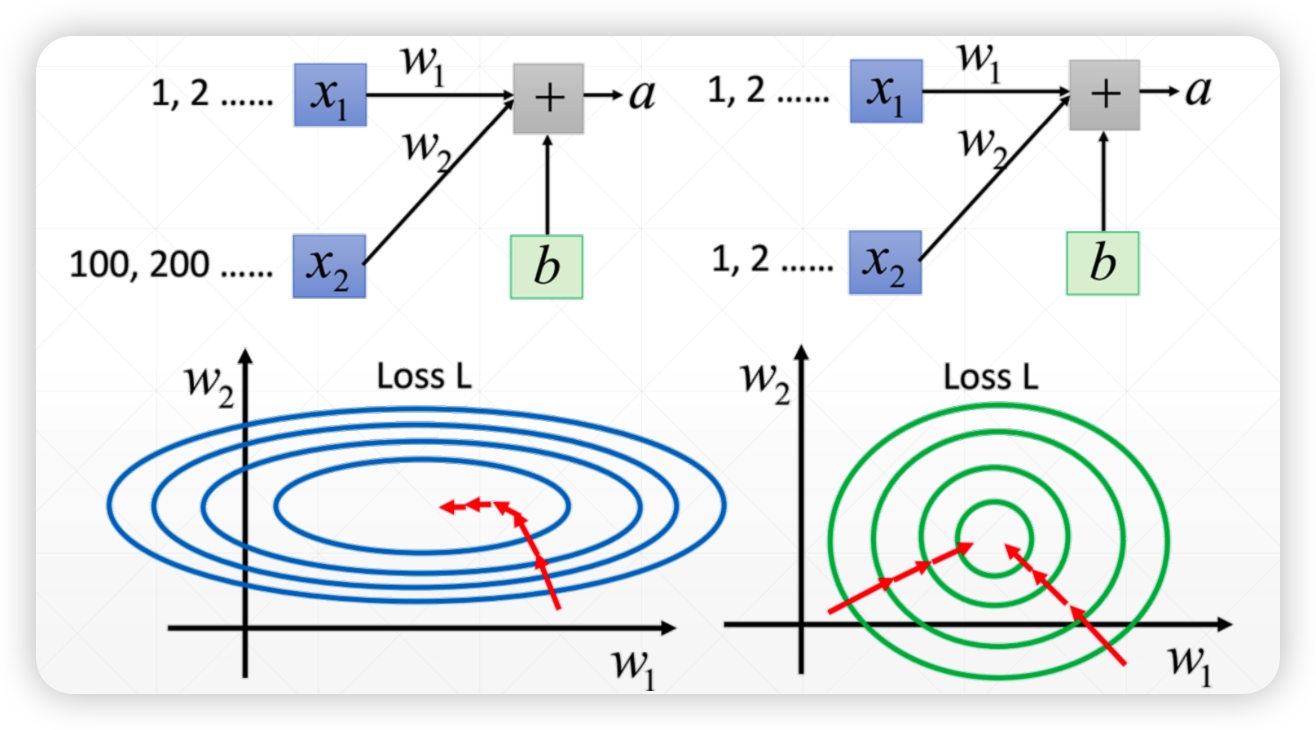 1, 2 ...... x₁ w₁ + a
w₂
100, 200 ...... x₂ b
1, 2 ...... x₁ w₁ + a
w₂
1, 2 ...... x₂ b
w₂ Loss L
w₁
w₂ Loss L
w₁